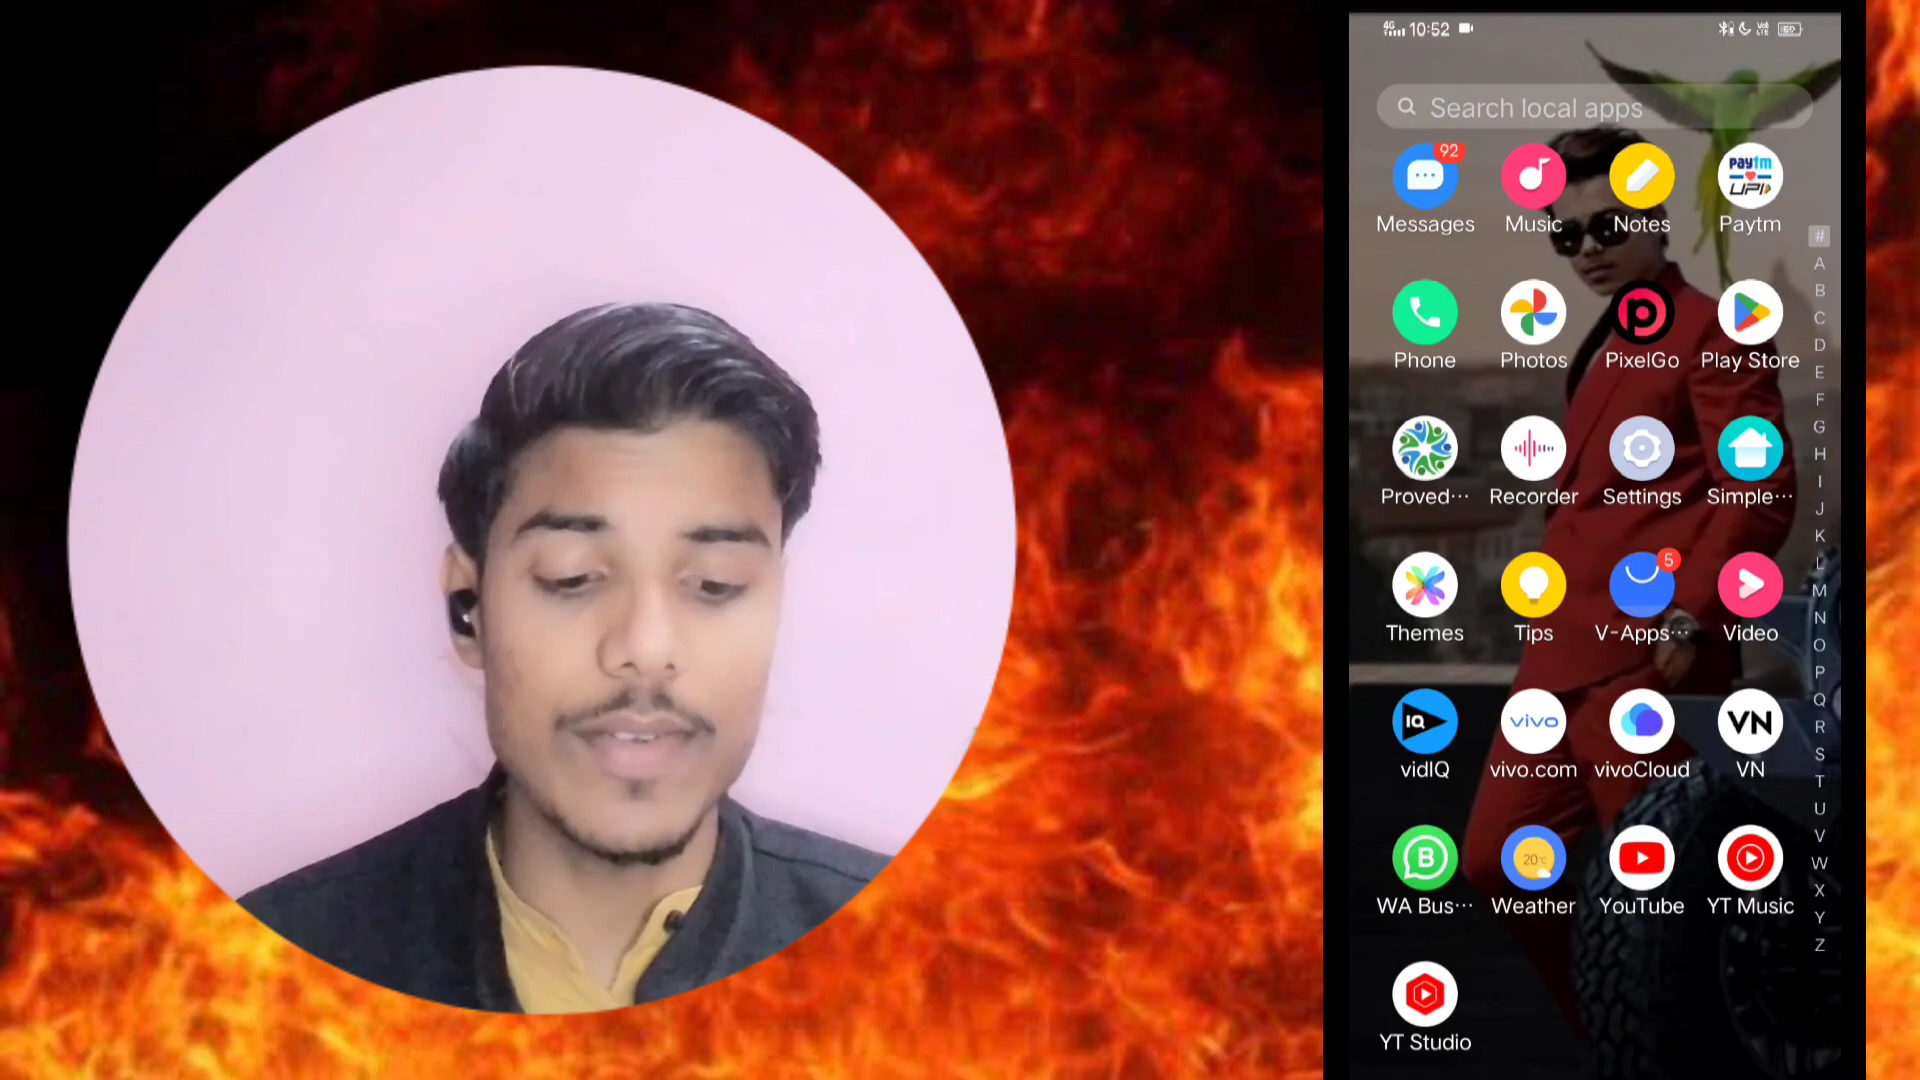 4G 10:52
Search local apps
92
paytm
UPI
Messages Music Notes Paytm
#
A
B
C
D
E
F
G
H
I
J
K
L
M
N
O
P
Q
R
S
T
U
V
W
X
Y
Z
Phone Photos PixelGo Play Store
Proved··· Recorder Settings Simple···
5
Themes Tips V-Apps··· Video
IQ vivo VN
vidIQ vivo.com vivoCloud VN
B 20°C
WA Bus··· Weather YouTube YT Music
YT Studio